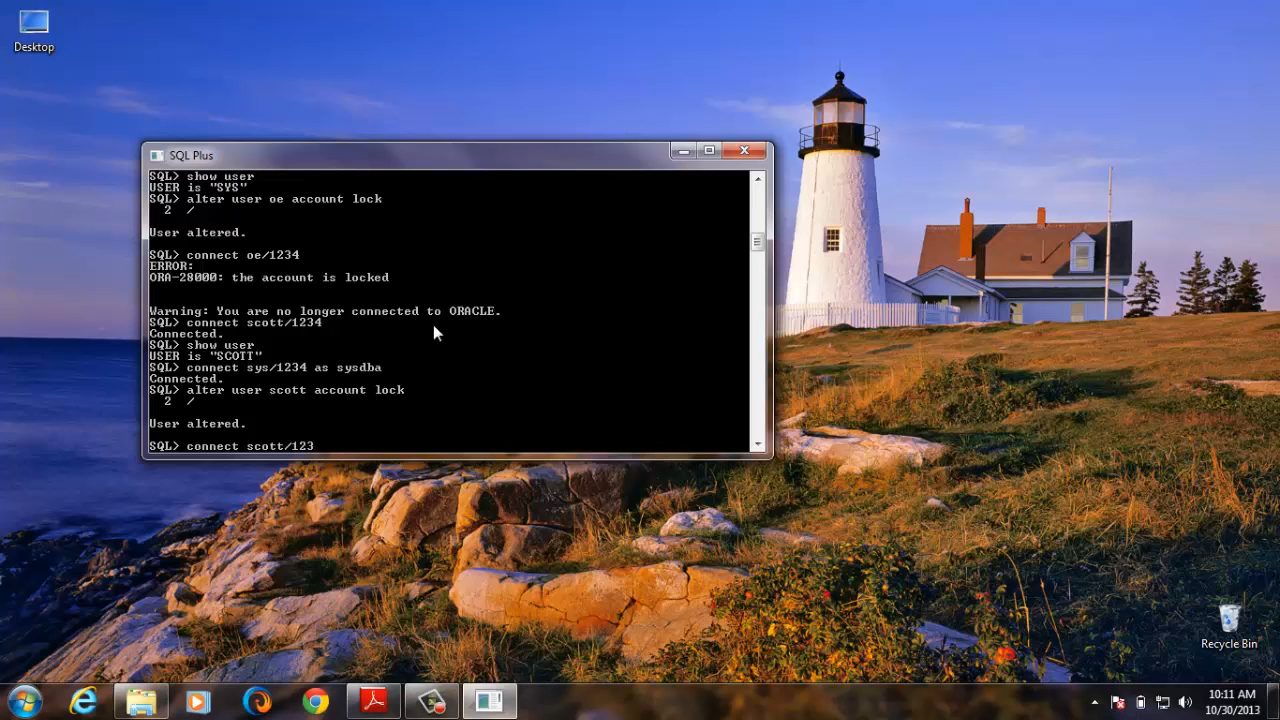 Desktop
SQL Plus
SQL> show user
USER is "SYS"
SQL> alter user oe account lock
2 /
User altered.
SQL> connect oe/1234
ERROR:
ORA-28000: the account is locked
Warning: You are no longer connected to ORACLE.
SQL> connect scott/1234
Connected.
SQL> show user
USER is "SCOTT"
SQL> connect sys/1234 as sysdba
Connected.
SQL> alter user scott account lock
2 /
User altered.
SQL> connect scott/123
Recycle Bin
10:11 AM
10/30/2013